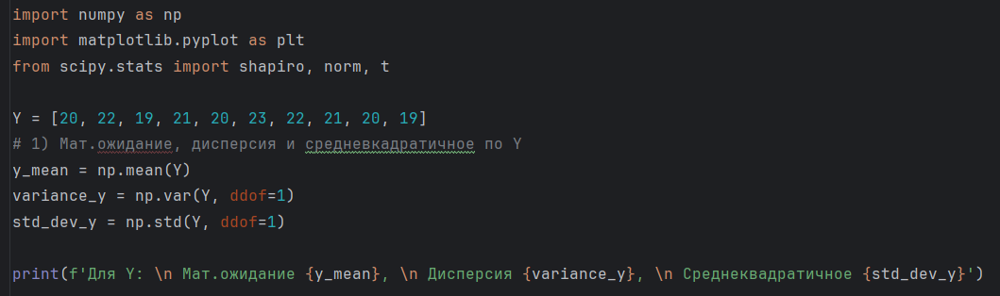 import numpy as np
import matplotlib.pyplot as plt
from scipy.stats import shapiro, norm, t
Y = [20, 22, 19, 21, 20, 23, 22, 21, 20, 19]
# 1) Мат.ожидание, дисперсия и средневкадратичное по Y
y_mean = np.mean(Y)
variance_y = np.var(Y, ddof=1)
std_dev_y = np.std(Y, ddof=1)
print(f'Для Y: \n Мат.ожидание {y_mean}, \n Дисперсия {variance_y}, \n Среднеквадратичное {std_dev_y}')